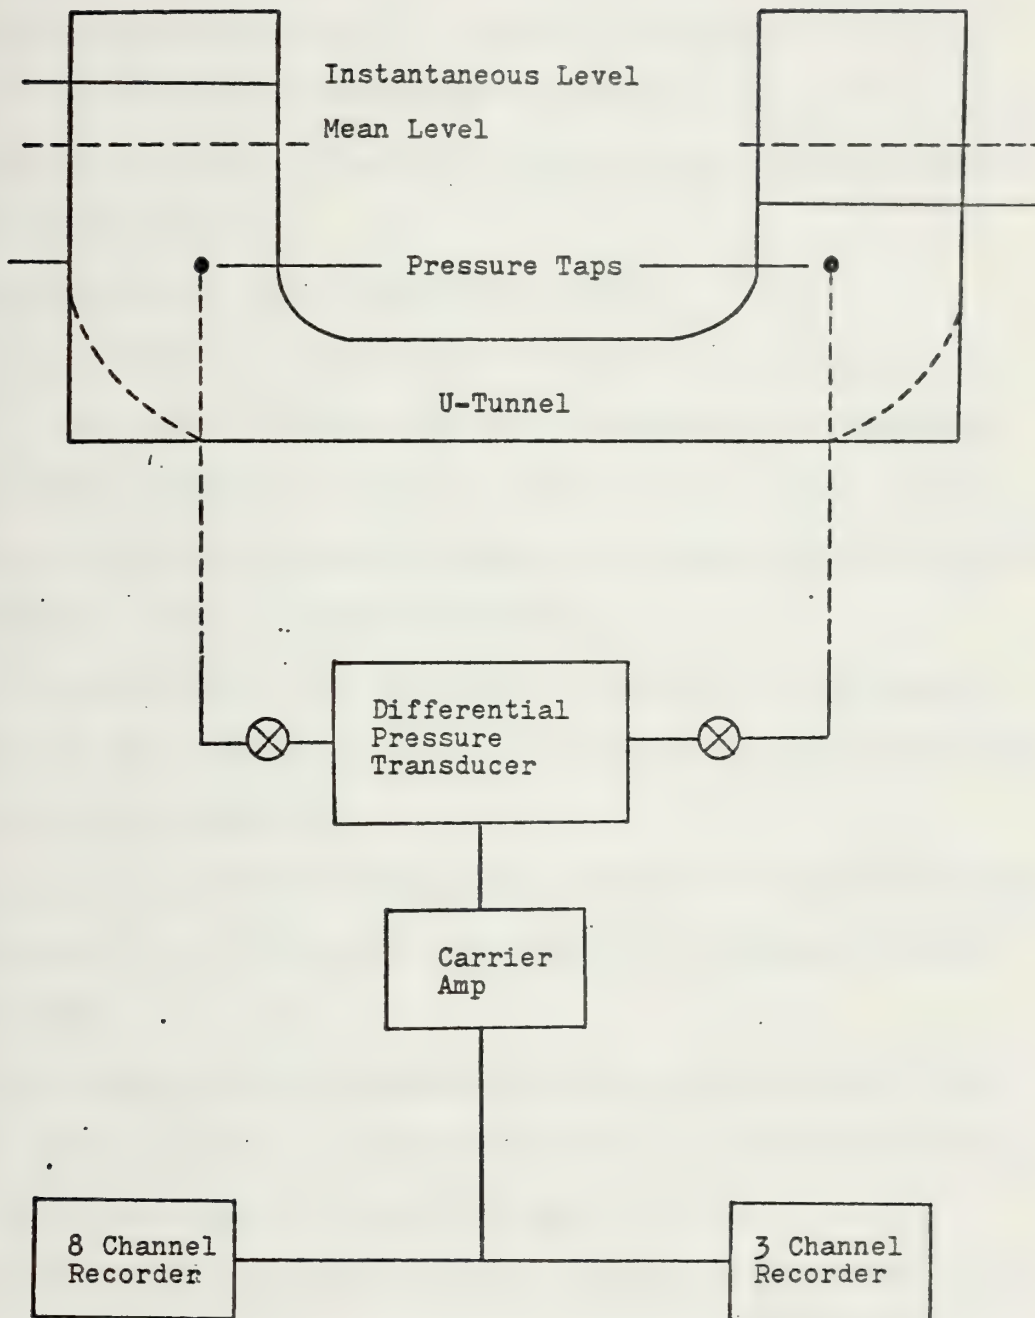 Instantaneous Level
Mean Level
Pressure Taps
U-Tunnel
Differential
Pressure
Transducer
Carrier
Amp
8 Channel
Recorder
3 Channel
Recorder